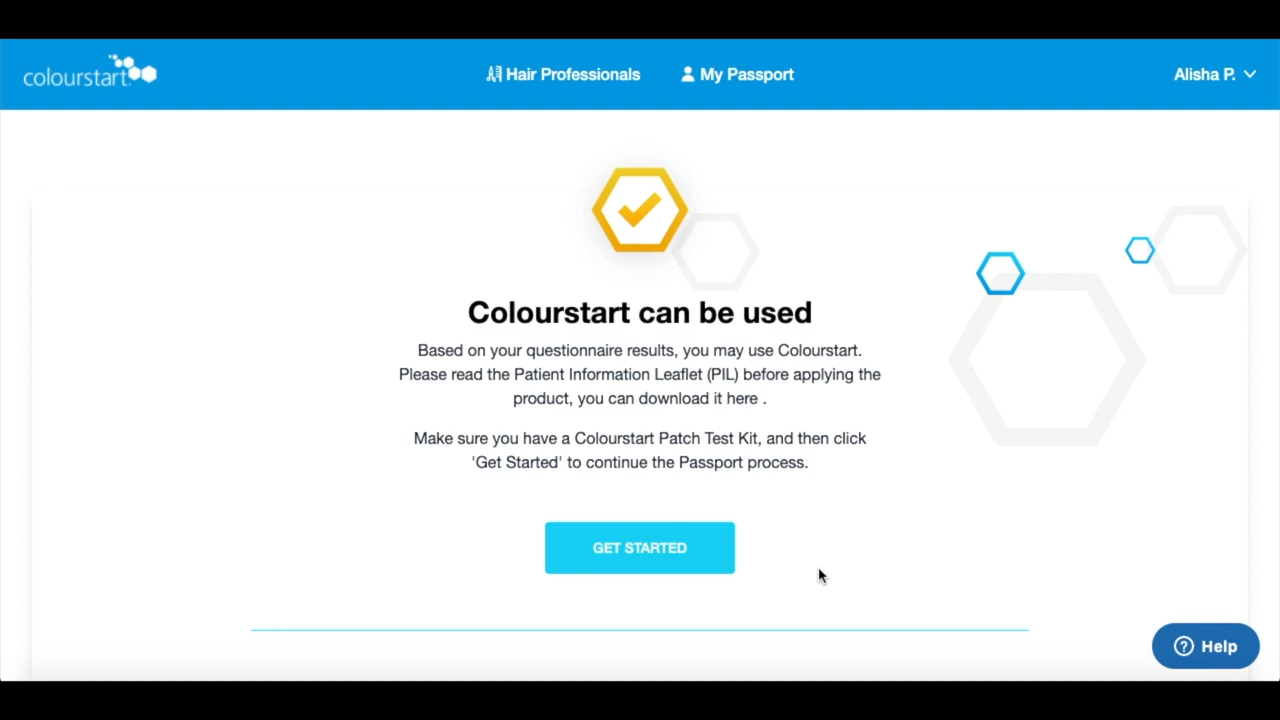 colourstart
Hair Professionals
My Passport
Alisha P.
Colourstart can be used
Based on your questionnaire results, you may use Colourstart.
Please read the Patient Information Leaflet (PIL) before applying the
product, you can download it here .
Make sure you have a Colourstart Patch Test Kit, and then click
'Get Started' to continue the Passport process.
GET STARTED
Help